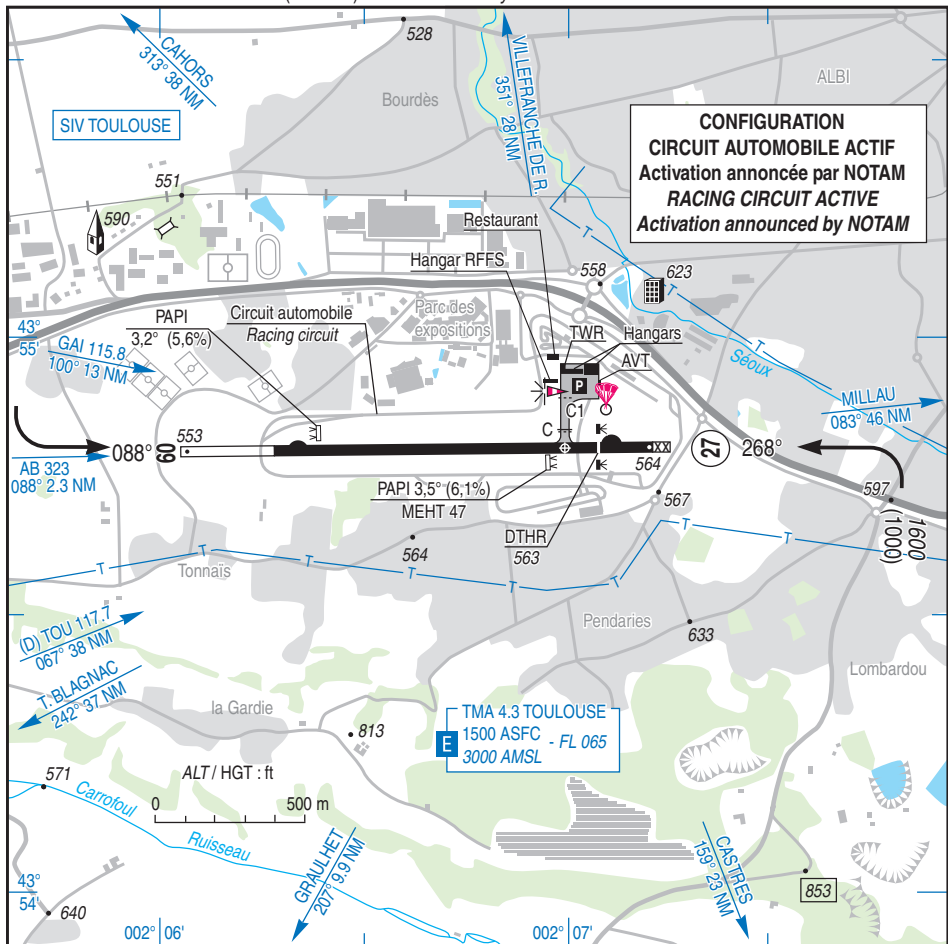 528
CAHORS
313° 38 NM
VILLEFRANCHE DE R.
351° 28 NM
ALBI
Bourdès
SIV TOULOUSE
CONFIGURATION
CIRCUIT AUTOMOBILE ACTIF
Activation annoncée par NOTAM
RACING CIRCUIT ACTIVE
Activation announced by NOTAM
551
590
Restaurant
Hangar RFFS
558
623
T
43°
55'
PAPI
3,2° (5,6%)
Circuit automobile
Racing circuit
Parc des
expositions
TWR
Hangars
AVT
Séoux
GAI 115.8
100° 13 NM
P
C1
C
MILLAU
083° 46 NM
T
088°
09
553
564
27
268°
AB 323
088° 2.3 NM
PAPI 3,5° (6,1%)
MEHT 47
DTHR
563
567
597
1600
(1000)
564
T
T
T
T
T
Tonnaïs
Pendaries
633
(D) TOU 117.7
067° 38 NM
T. BLAGNAC
242° 37 NM
Lombardou
la Gardie
813
TMA 4.3 TOULOUSE
E
1500 ASFC
3000 AMSL
- FL 065
571
ALT / HGT : ft
0
500 m
Carrofoul
Ruisseau
GRAULHET
207° 9.9 NM
CASTRES
159° 23 NM
853
43°
54'
640
002° 06'
002° 07'